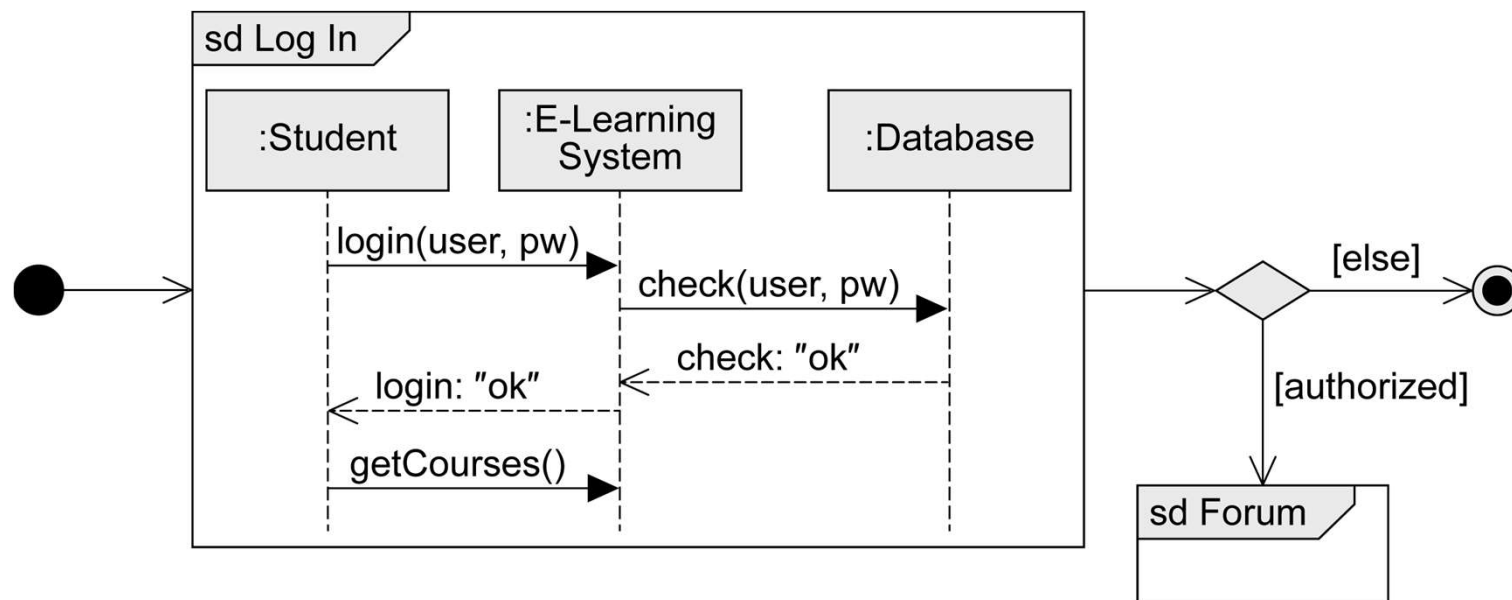 sd Log In
:Student
:E-Learning
System
:Database
login(user, pw)
check(user, pw)
check: "ok"
login: "ok"
getCourses()
[else]
[authorized]
sd Forum